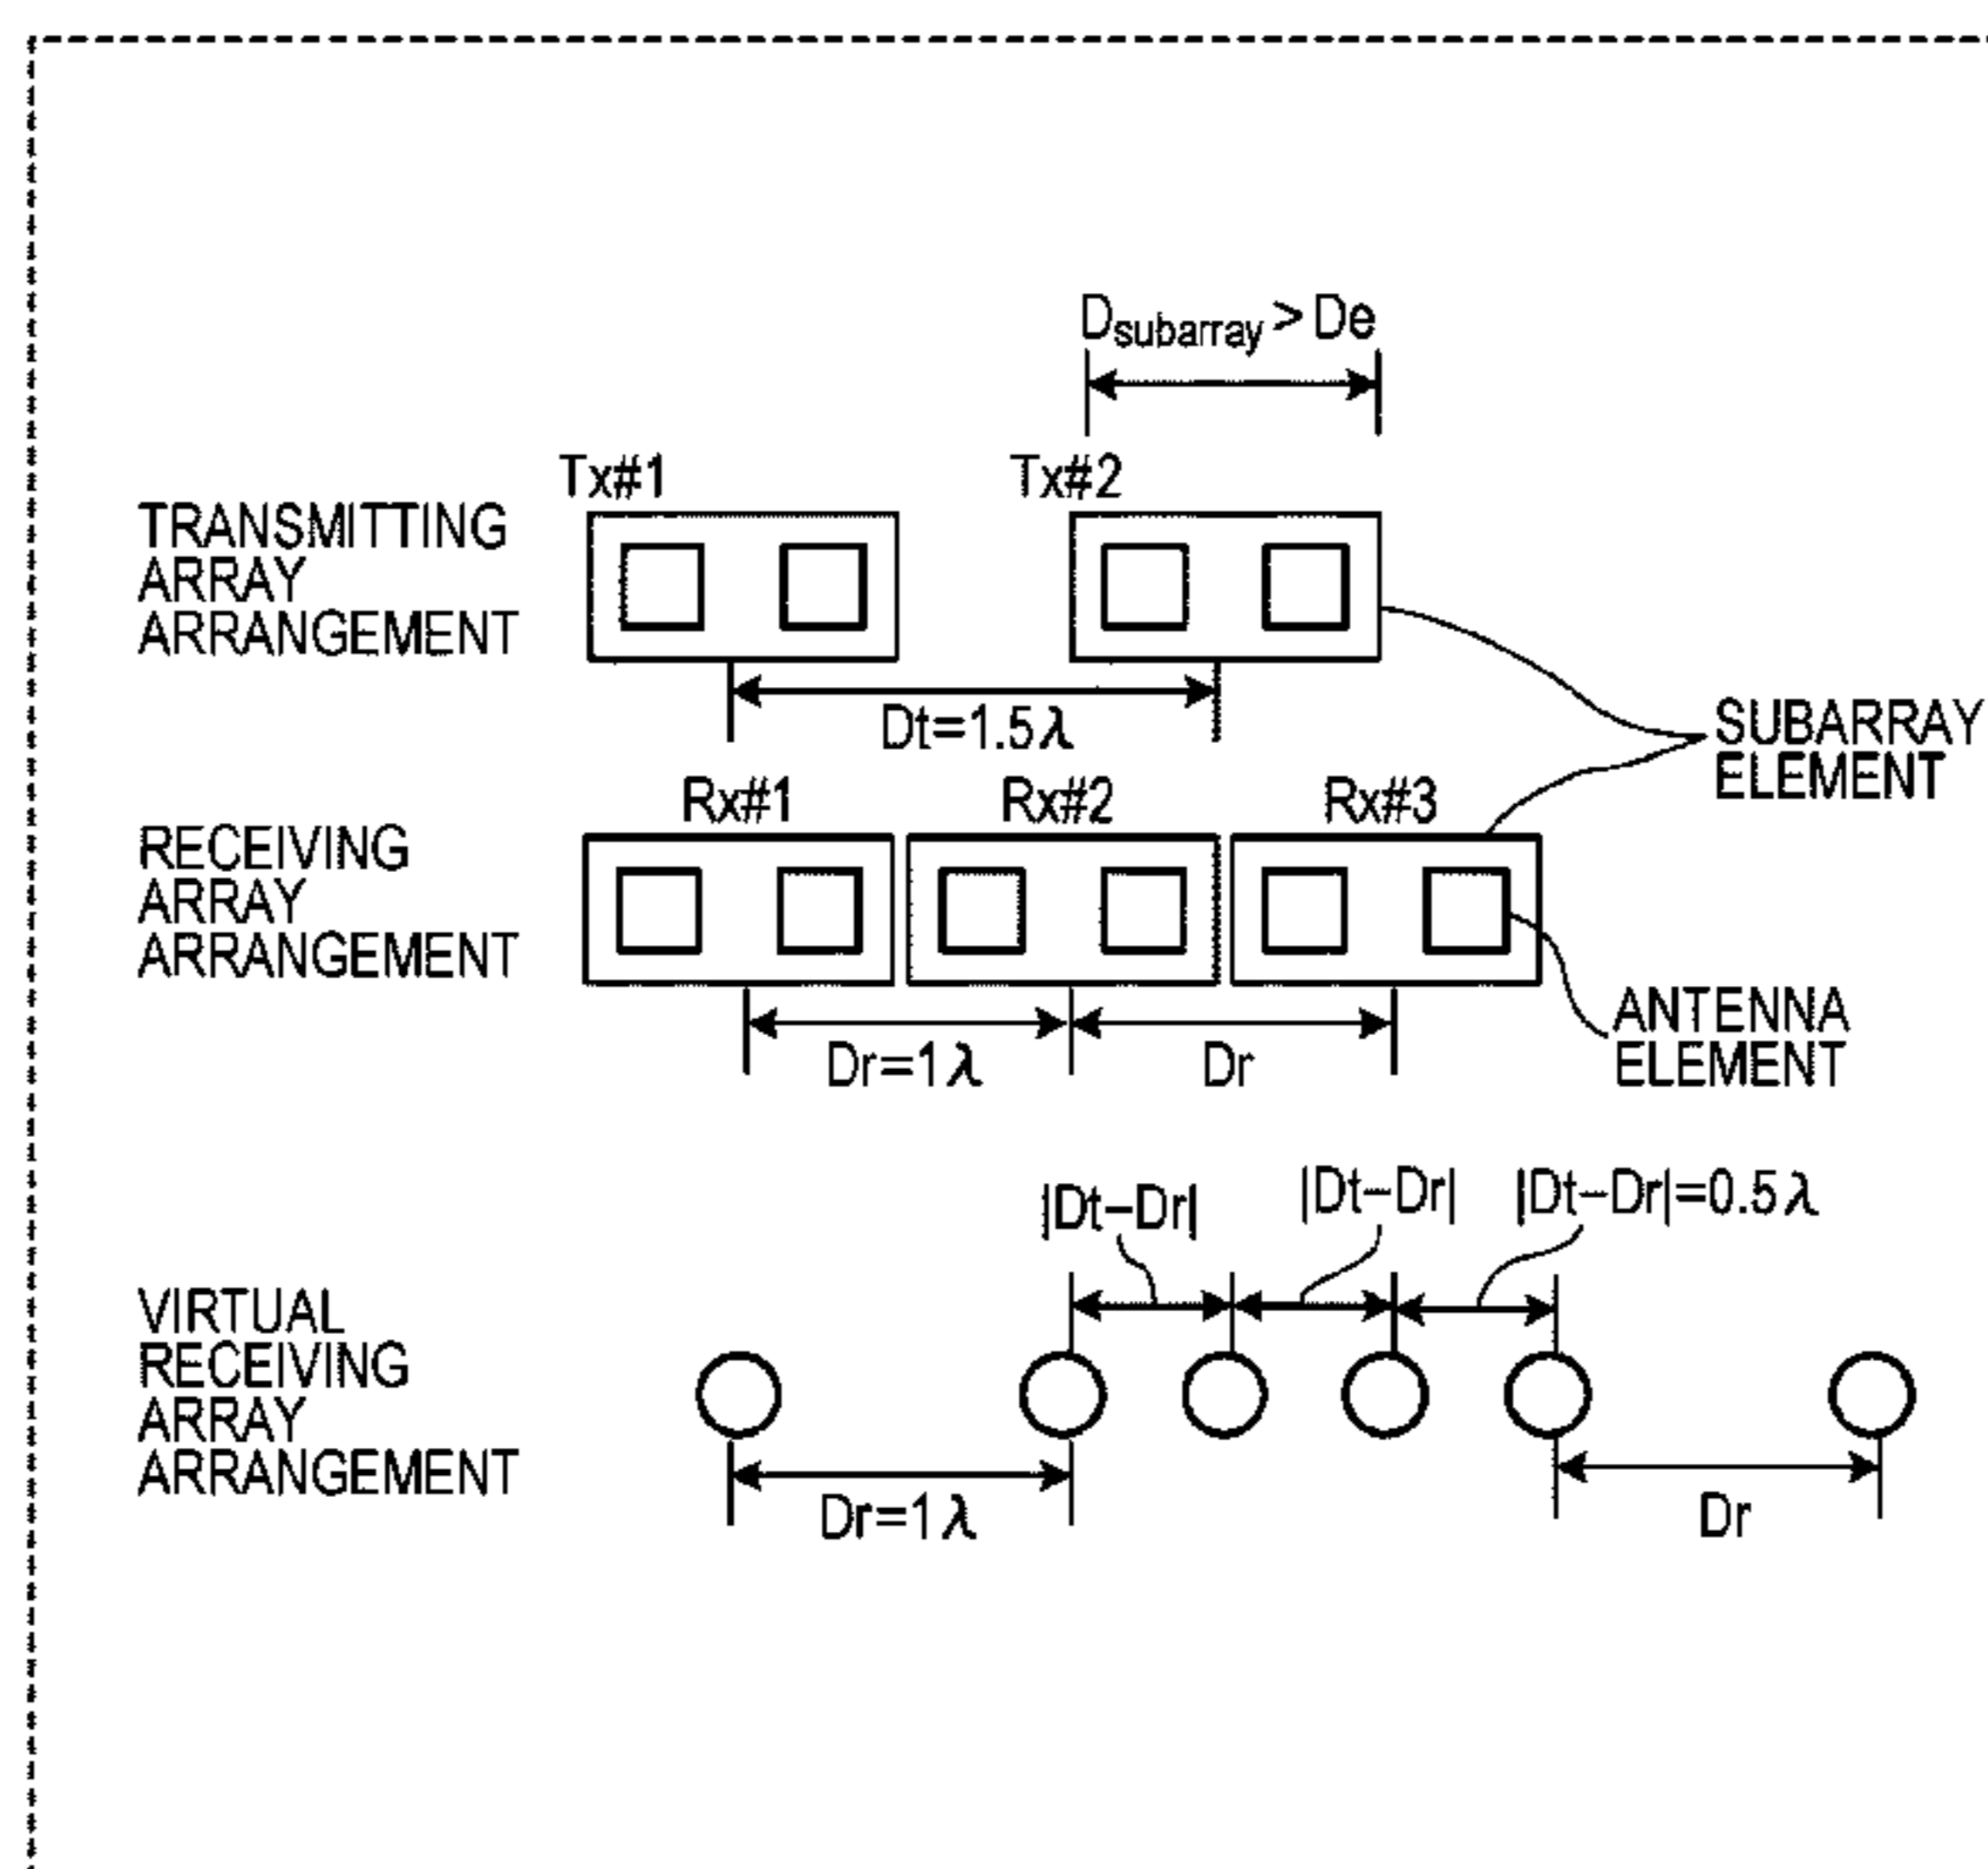 Dsubarray > De
Tx#1
Tx#2
TRANSMITTING
ARRAY
ARRANGEMENT
Dt=1.5λ
SUBARRAY
ELEMENT
Rx#1
Rx#2
Rx#3
RECEIVING
ARRAY
ARRANGEMENT
Dr=1λ
Dr
ANTENNA
ELEMENT
|Dt-Dr|
|Dt-Dr|
|Dt-Dr|=0.5λ
VIRTUAL
RECEIVING
ARRAY
ARRANGEMENT
Dr=1λ
Dr